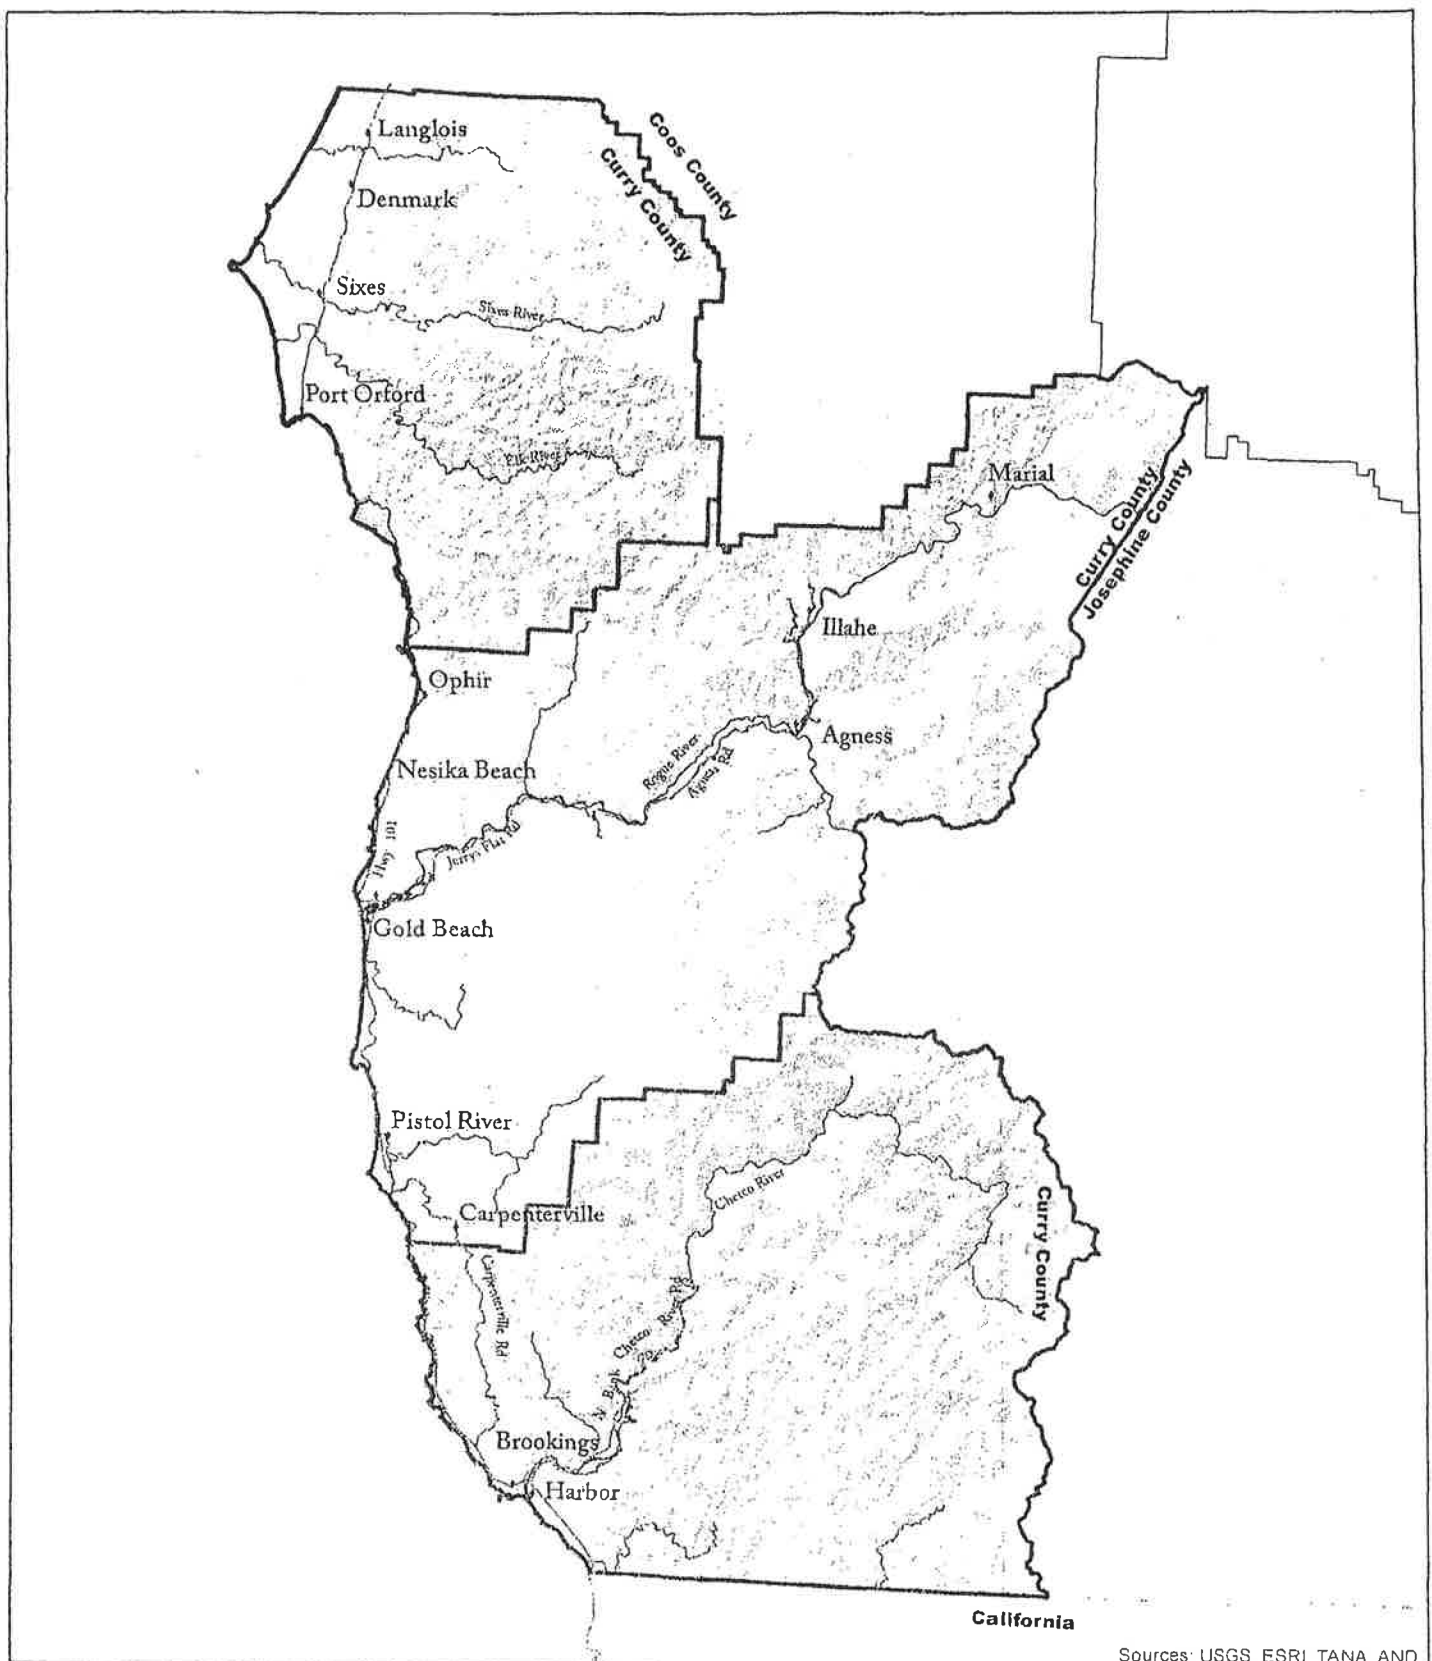 Langlois
Coos County
Curry County
Denmark
Sixes
Sixes River
Port Orford
Elk River
Marial
Curry County
Josephine County
Illahe
Ophir
Agness
Rogue River
Agness Rd
Nesika Beach
Hwy 101
Jerrys Flat Rd
Gold Beach
Pistol River
Chetco River
Carpenterville
Curry County
Carpenterville Rd
N Bank Chetco River Rd
Brookings
Harbor
California
Sources: USGS, ESRI, TANA, AND